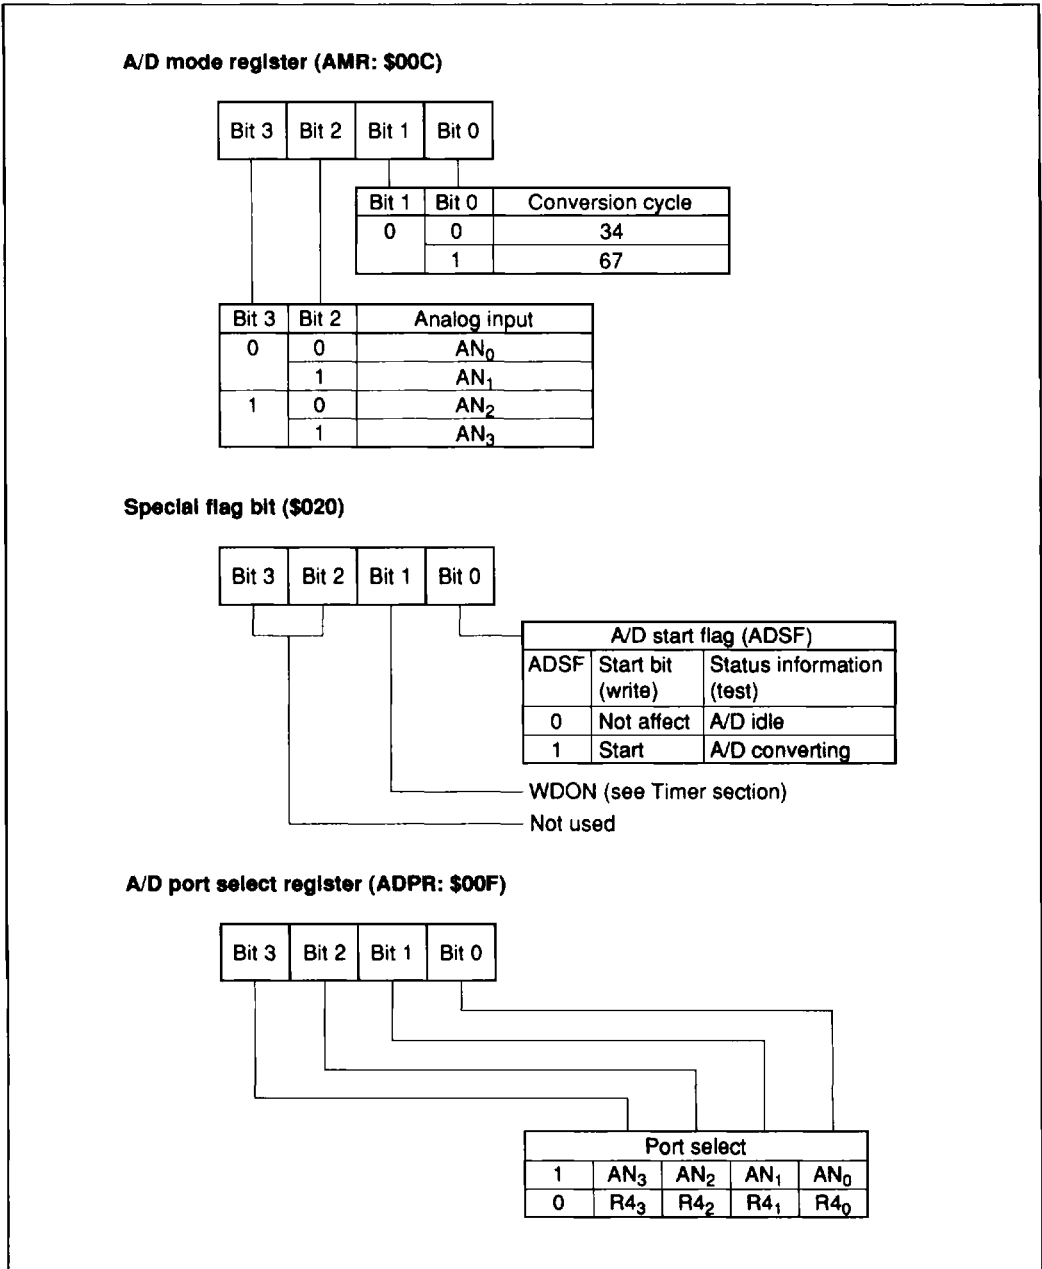 A/D mode register (AMR: $00C)
Bit 3 Bit 2 Bit 1 Bit 0
Bit 1 Bit 0 Conversion cycle
0 0 34
1 67
Bit 3 Bit 2 Analog input
0 0 AN₀
1 AN₁
1 0 AN₂
1 AN₃
Special flag bit ($020)
Bit 3 Bit 2 Bit 1 Bit 0
A/D start flag (ADSF)
ADSF Start bit Status information
(write) (test)
0 Not affect A/D idle
1 Start A/D converting
WDON (see Timer section)
Not used
A/D port select register (ADPR: $00F)
Bit 3 Bit 2 Bit 1 Bit 0
Port select
1 AN₃ AN₂ AN₁ AN₀
0 R4₃ R4₂ R4₁ R4₀